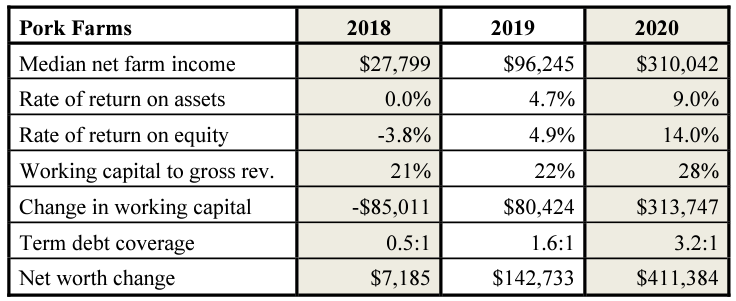 Pork Farms 2018 2019 2020
Median net farm income $27,799 $96,245 $310,042
Rate of return on assets 0.0% 4.7% 9.0%
Rate of return on equity -3.8% 4.9% 14.0%
Working capital to gross rev. 21% 22% 28%
Change in working capital -$85,011 $80,424 $313,747
Term debt coverage 0.5:1 1.6:1 3.2:1
Net worth change $7,185 $142,733 $411,384